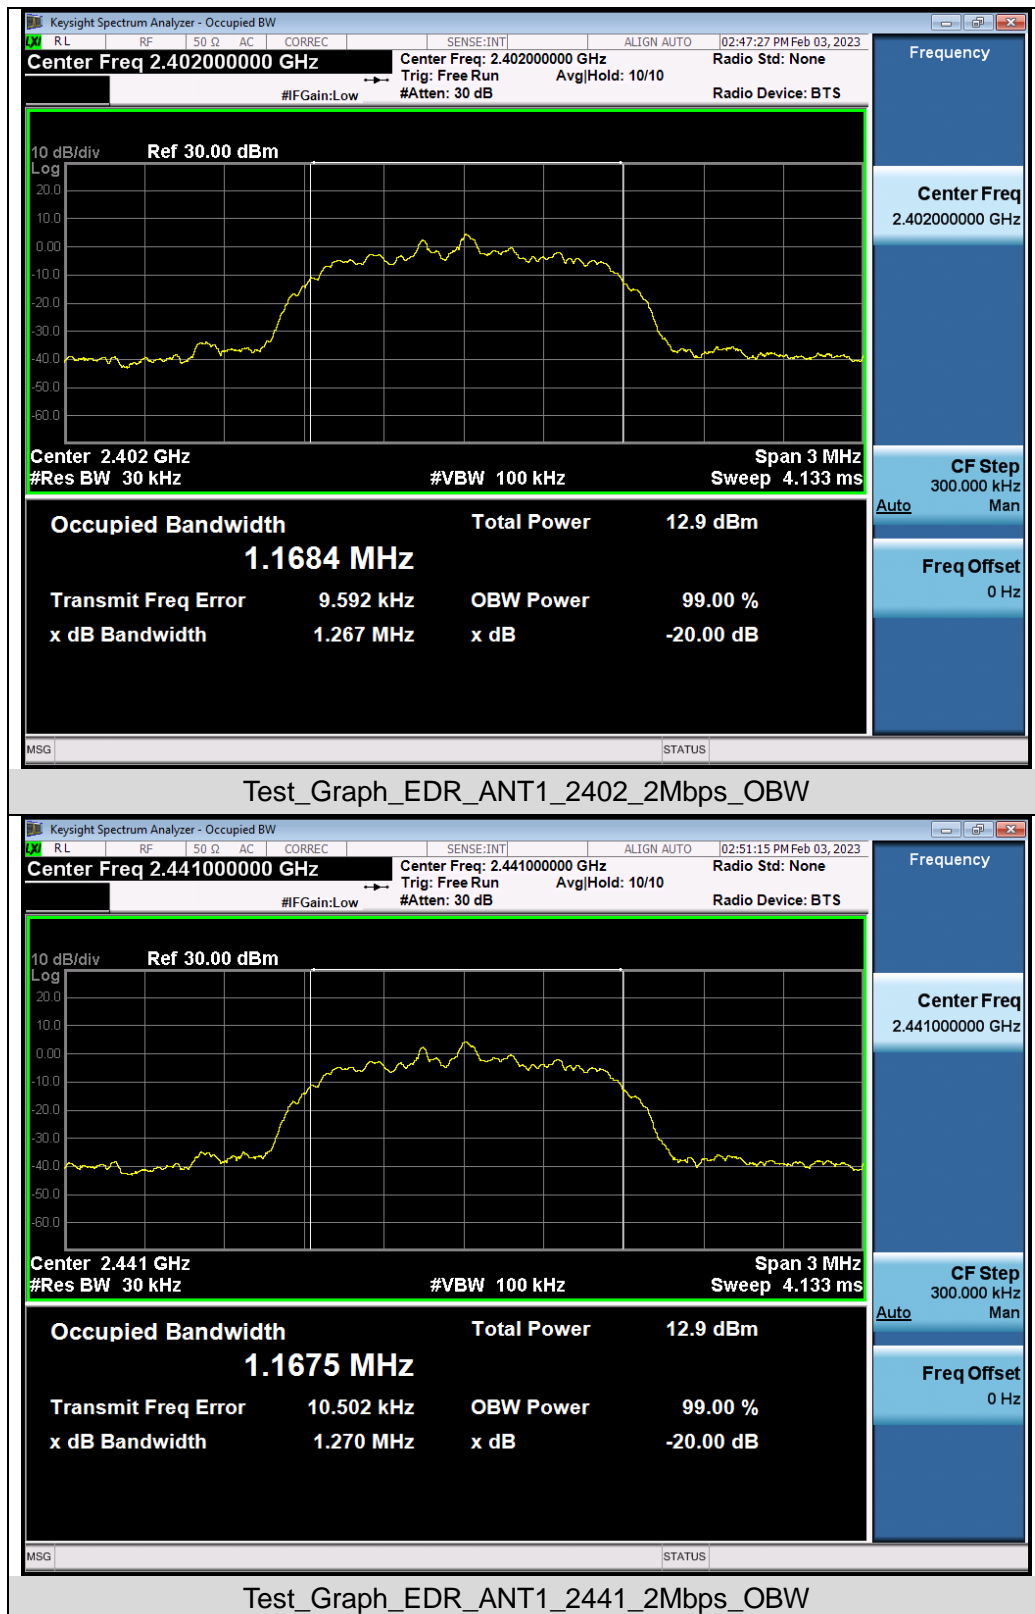 Keysight Spectrum Analyzer - Occupied BW
LXI RL RF 50 Ω AC CORREC SENSE:INT ALIGN AUTO 02:47:27 PM Feb 03, 2023
Center Freq 2.402000000 GHz
Center Freq: 2.402000000 GHz
Radio Std: None
Trig: Free Run Avg|Hold: 10/10
#IFGain:Low
#Atten: 30 dB
Radio Device: BTS
Frequency
10 dB/div Ref 30.00 dBm
Log
20.0
10.0
0.00
-10.0
-20.0
-30.0
-40.0
-50.0
-60.0
Center 2.402 GHz Span 3 MHz
#Res BW 30 kHz #VBW 100 kHz Sweep 4.133 ms
Center Freq
2.402000000 GHz
CF Step
300.000 kHz
Auto Man
Freq Offset
0 Hz
Occupied Bandwidth Total Power 12.9 dBm
1.1684 MHz
Transmit Freq Error 9.592 kHz OBW Power 99.00 %
x dB Bandwidth 1.267 MHz x dB -20.00 dB
MSG STATUS
Test_Graph_EDR_ANT1_2402_2Mbps_OBW
Keysight Spectrum Analyzer - Occupied BW
LXI RL RF 50 Ω AC CORREC SENSE:INT ALIGN AUTO 02:51:15 PM Feb 03, 2023
Center Freq 2.441000000 GHz
Center Freq: 2.441000000 GHz
Radio Std: None
Trig: Free Run Avg|Hold: 10/10
#IFGain:Low
#Atten: 30 dB
Radio Device: BTS
Frequency
10 dB/div Ref 30.00 dBm
Log
20.0
10.0
0.00
-10.0
-20.0
-30.0
-40.0
-50.0
-60.0
Center 2.441 GHz Span 3 MHz
#Res BW 30 kHz #VBW 100 kHz Sweep 4.133 ms
Center Freq
2.441000000 GHz
CF Step
300.000 kHz
Auto Man
Freq Offset
0 Hz
Occupied Bandwidth Total Power 12.9 dBm
1.1675 MHz
Transmit Freq Error 10.502 kHz OBW Power 99.00 %
x dB Bandwidth 1.270 MHz x dB -20.00 dB
MSG STATUS
Test_Graph_EDR_ANT1_2441_2Mbps_OBW